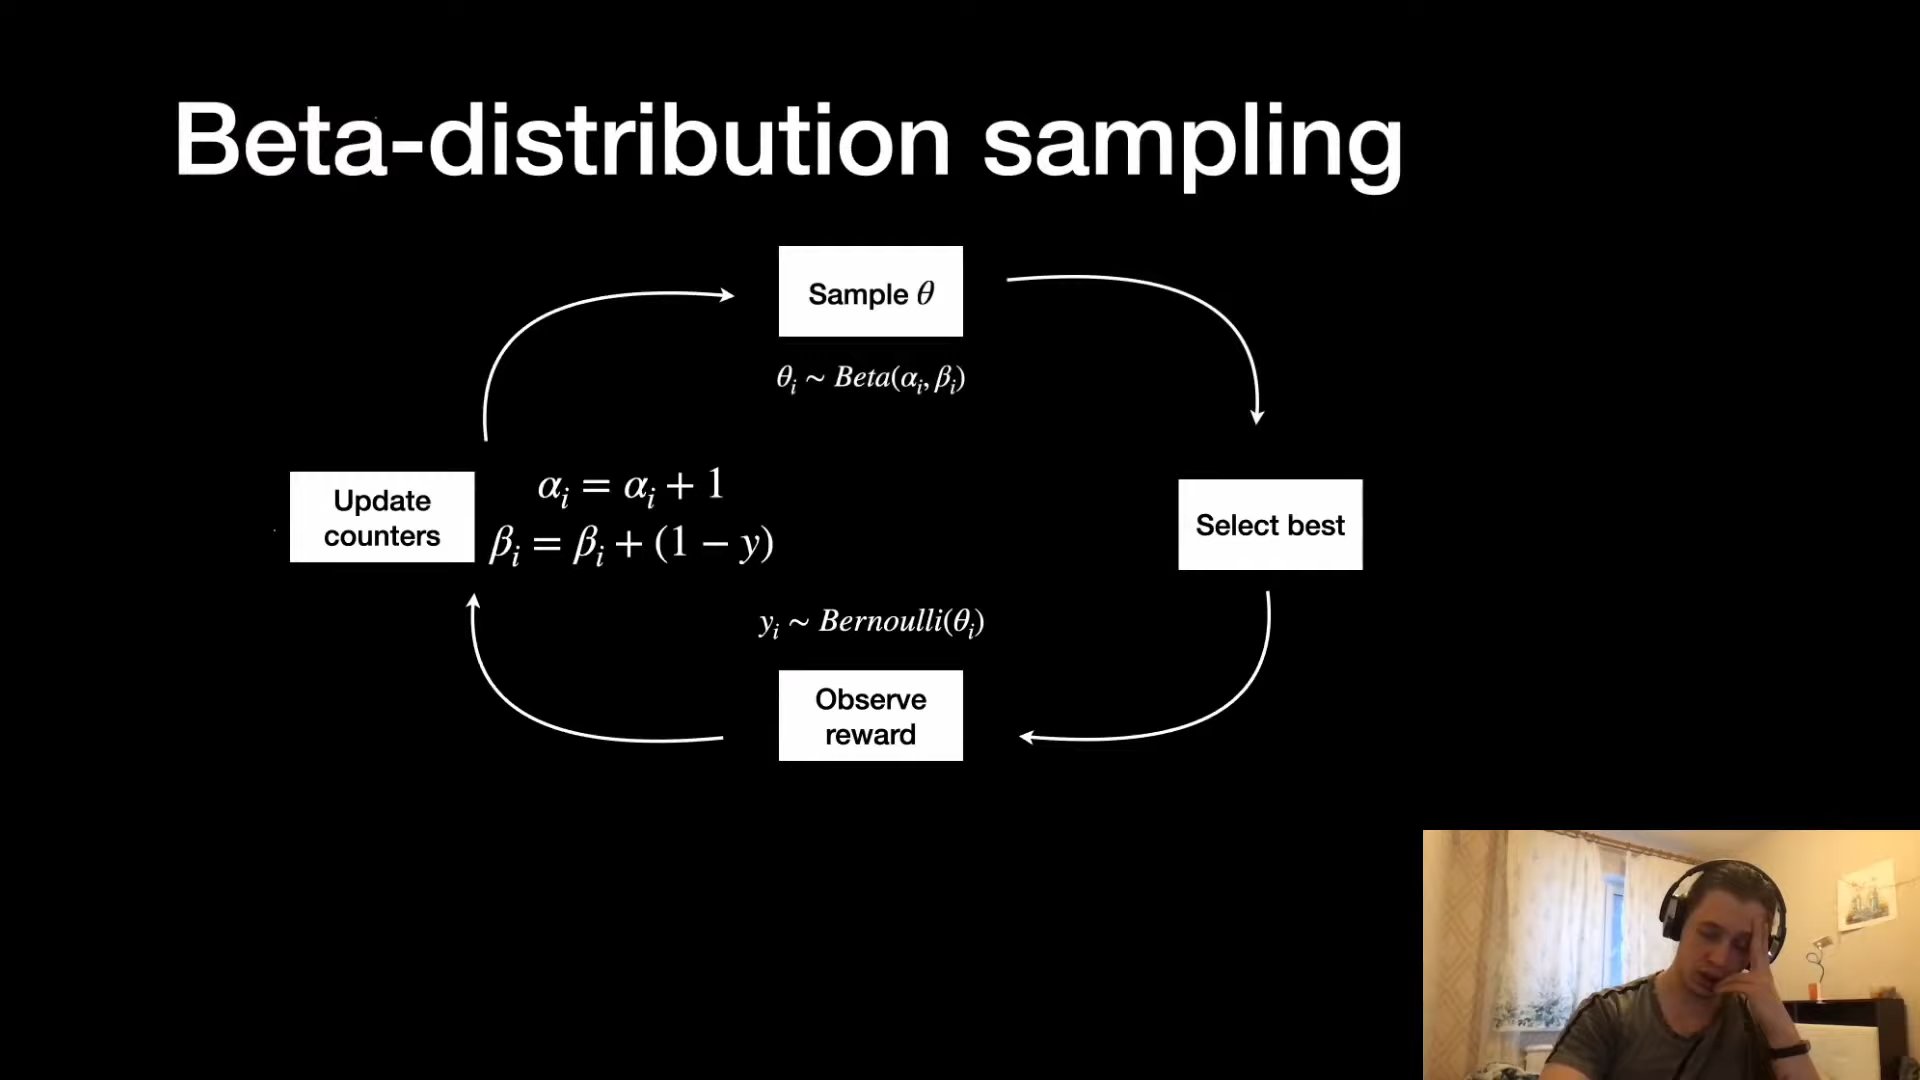 Beta-distribution sampling
Sample θ
θᵢ ~ Beta(αᵢ, βᵢ)
Update
counters
αᵢ = αᵢ + 1
βᵢ = βᵢ + (1 − y)
Select best
yᵢ ~ Bernoulli(θᵢ)
Observe
reward